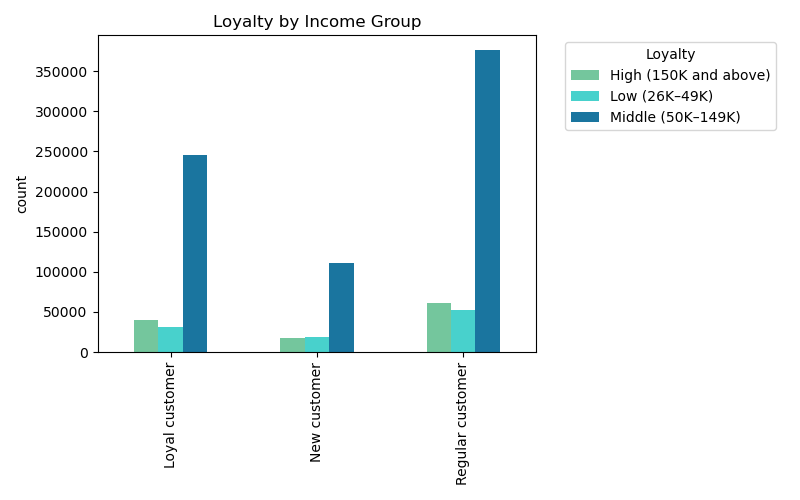 Loyalty by Income Group
Loyalty
High (150K and above)
Low (26K–49K)
Middle (50K–149K)
count
350000
300000
250000
200000
150000
100000
50000
0
Loyal customer
New customer
Regular customer